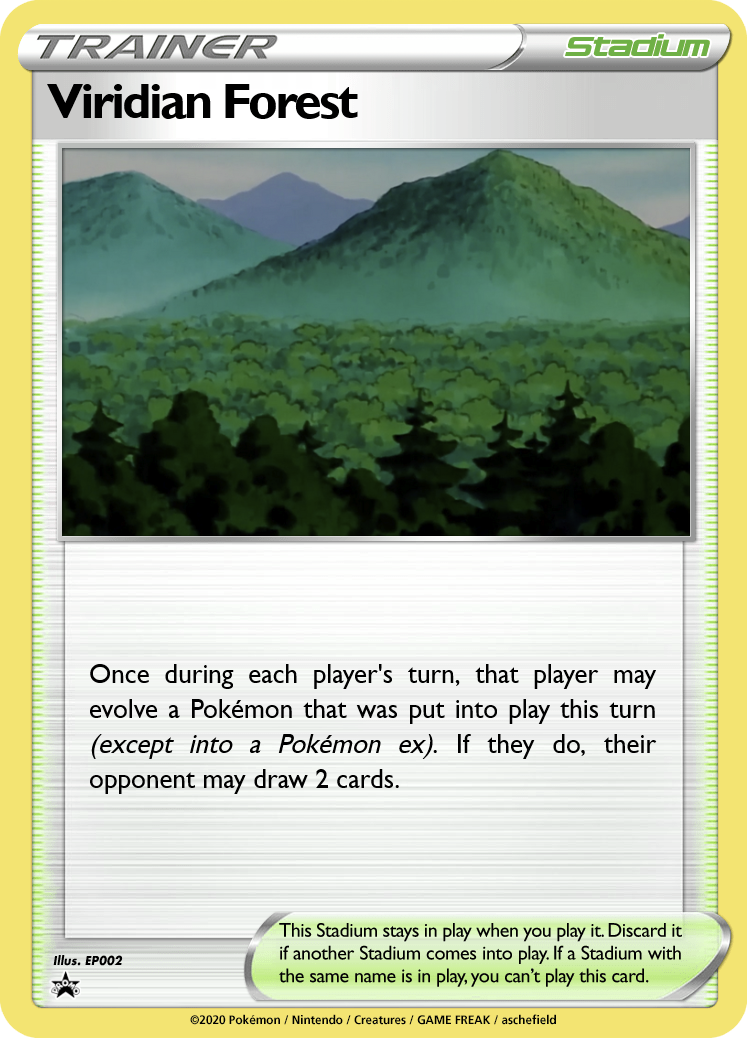 TRAINER
Stadium
Viridian Forest
Once during each player's turn, that player may
evolve a Pokémon that was put into play this turn
(except into a Pokémon ex). If they do, their
opponent may draw 2 cards.
This Stadium stays in play when you play it. Discard it
if another Stadium comes into play. If a Stadium with
the same name is in play, you can’t play this card.
Illus. EP002
PROMO
©2020 Pokémon / Nintendo / Creatures / GAME FREAK / aschefield